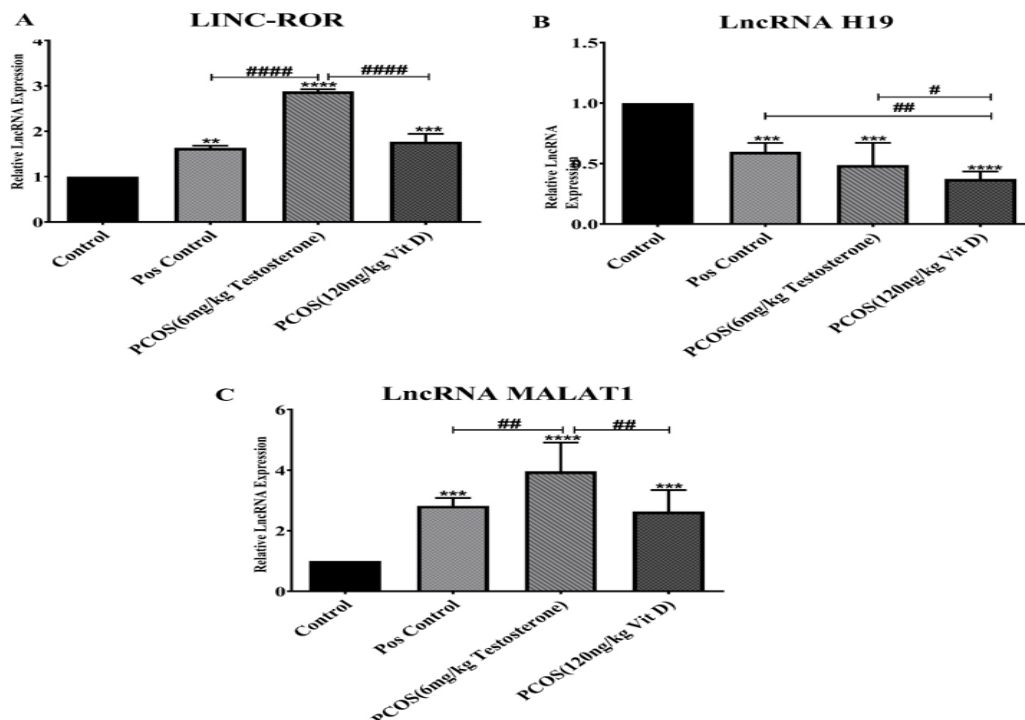 A
LINC-ROR
Relative LncRNA Expression
4
3
2
1
0
####
####
**
****
***
Control
Pos Control
PCOS(6mg/kg Testosterone)
PCOS(120ng/kg Vit D)
B
LncRNA H19
Relative LncRNA
Expression
1.5
1.0
0.5
0.0
#
##
***
***
****
Control
Pos Control
PCOS(6mg/kg Testosterone)
PCOS(120ng/kg Vit D)
C
LncRNA MALAT1
Relative LncRNA Expression
6
4
2
0
##
##
***
****
***
Control
Pos Control
PCOS(6mg/kg Testosterone)
PCOS(120ng/kg Vit D)